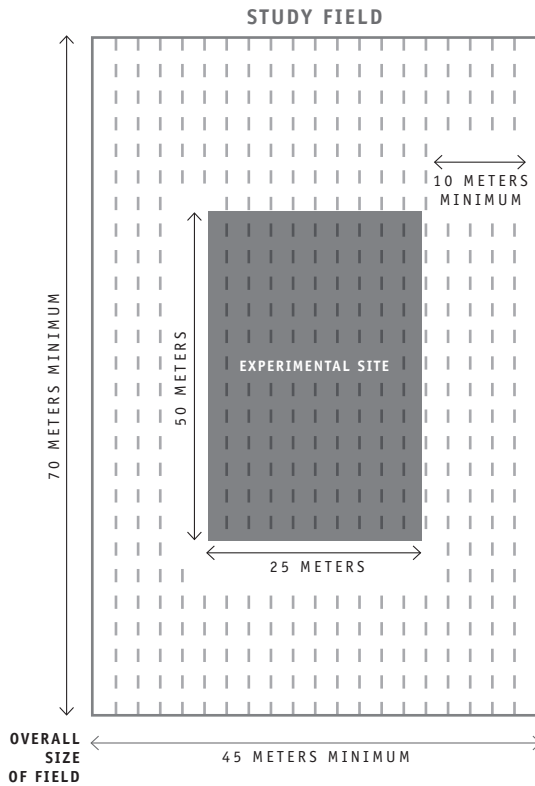 STUDY FIELD
10 METERS
MINIMUM
70 METERS MINIMUM
50 METERS
EXPERIMENTAL SITE
25 METERS
OVERALL
SIZE
OF FIELD
45 METERS MINIMUM